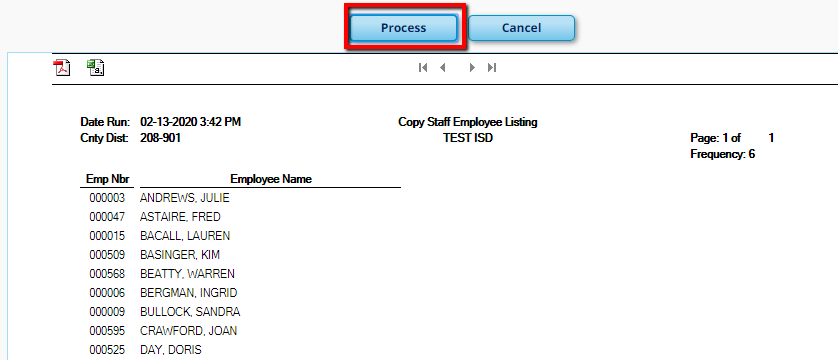 Process Cancel
Date Run: 02-13-2020 3:42 PM Copy Staff Employee Listing
Cnty Dist: 208-901 TEST ISD Page: 1 of 1
Frequency: 6
Emp Nbr Employee Name
000003 ANDREWS, JULIE
000047 ASTAIRE, FRED
000015 BACALL, LAUREN
000509 BASINGER, KIM
000568 BEATTY, WARREN
000006 BERGMAN, INGRID
000009 BULLOCK, SANDRA
000595 CRAWFORD, JOAN
000525 DAY, DORIS